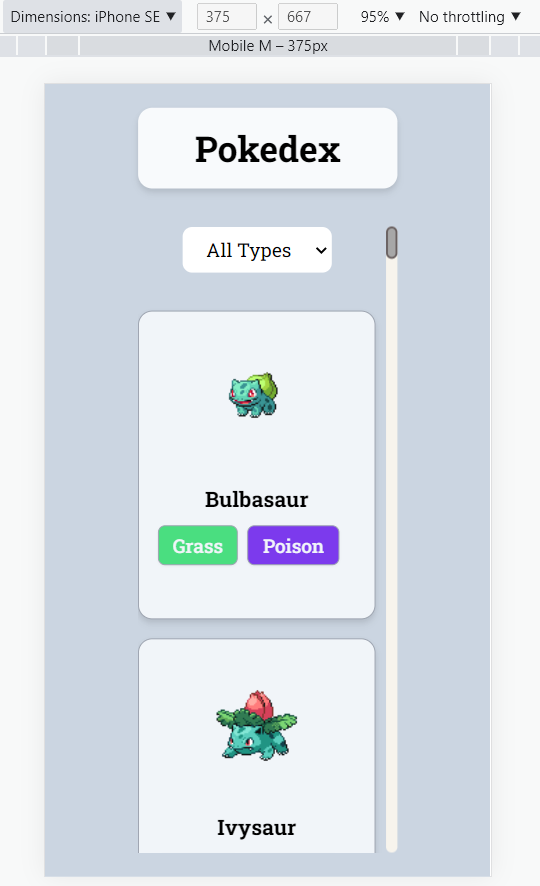 Dimensions: iPhone SE ▼ 375 × 667 95% ▼ No throttling ▼
Mobile M – 375px
Pokedex
All Types
Bulbasaur
Grass Poison
Ivysaur